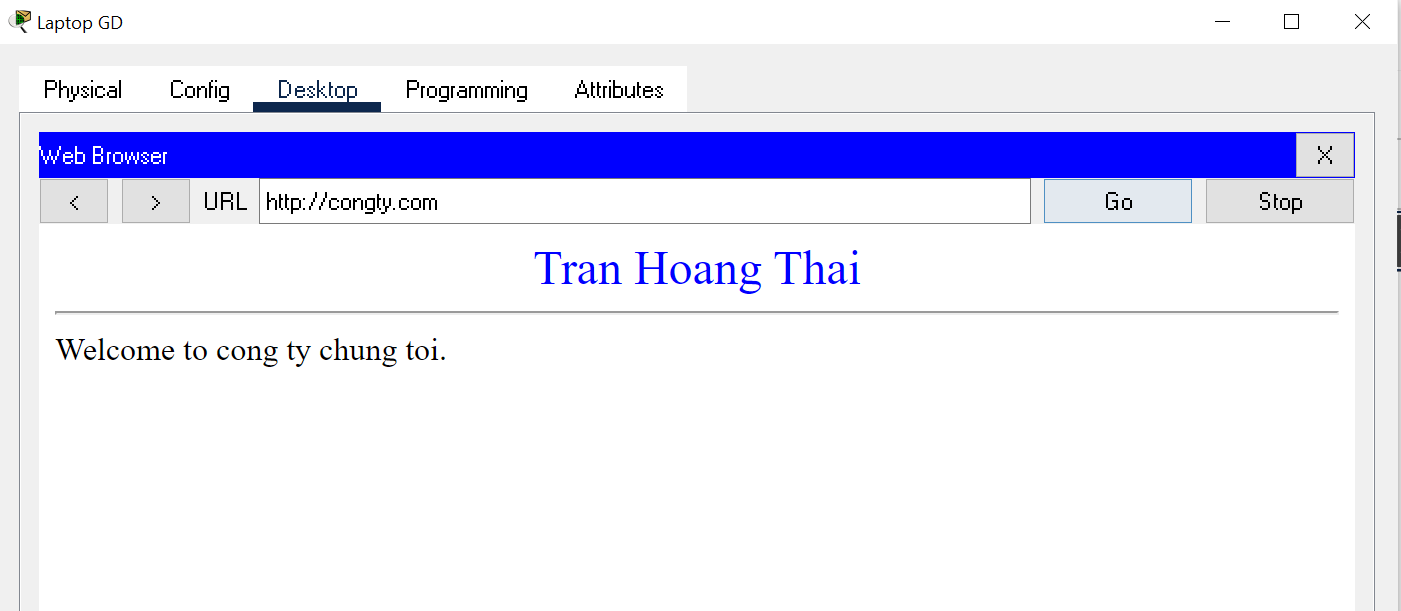 Laptop GD
Physical Config Desktop Programming Attributes
Web Browser X
< > URL http://congty.com Go Stop
Tran Hoang Thai
Welcome to cong ty chung toi.